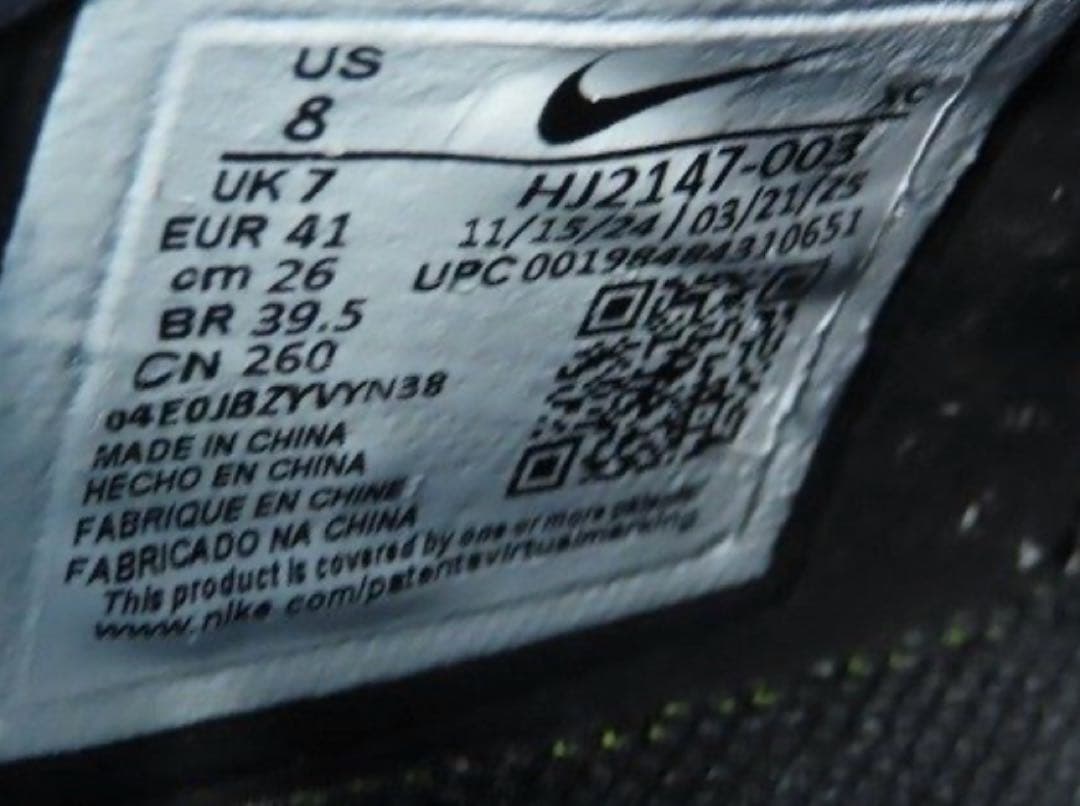 US
8
XC
UK 7
EUR 41
cm 26
BR 39.5
CN 260
HJ2147-003
11/15/24 / 03/21/25
UPC 00198484310651
04E0JBZYVYN38
MADE IN CHINA
HECHO EN CHINA
FABRIQUE EN CHINE
FABRICADO NA CHINA
This product is covered by one or more patents
www.nike.com/patentsvirtualmarking